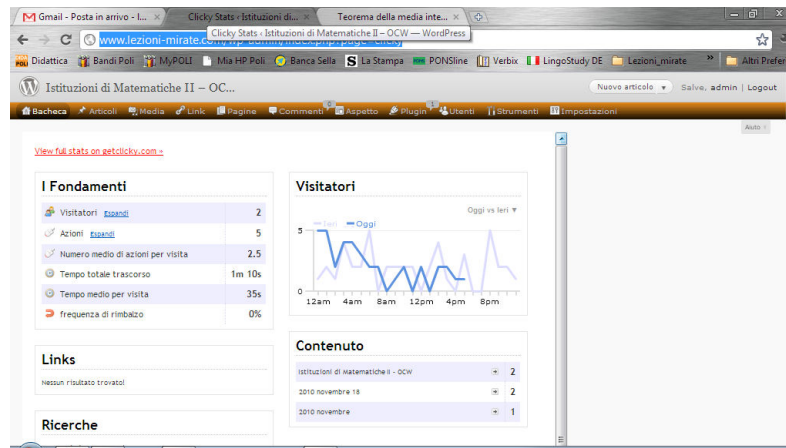 Gmail - Posta in arrivo - l...
Clicky Stats ‹ Istituzioni di...
Teorema della media inte...
Clicky Stats ‹ Istituzioni di Matematiche II – OCW — WordPress
www.lezioni-mirate.com/wp-admin/index.php?page=clicky
Didattica Bandi Poli MyPOLI Mia HP Poli Banca Sella La Stampa PONSline Verbix LingoStudy DE Lezioni_mirate » Altri Prefer
Istituzioni di Matematiche II – OC...
Nuovo articolo Salve, admin | Logout
Bacheca Articoli Media Link Pagine Commenti 0 Aspetto Plugin 1 Utenti Strumenti Impostazioni
Aiuto
View full stats on getclicky.com »
I Fondamenti
Visitatori Espandi 2
Azioni Espandi 5
Numero medio di azioni per visita 2.5
Tempo totale trascorso 1m 10s
Tempo medio per visita 35s
frequenza di rimbalzo 0%
Links
Nessun risultato trovato!
Ricerche
Visitatori
Oggi vs Ieri ▼
Ieri Oggi
5
0
12am 4am 8am 12pm 4pm 8pm
Contenuto
Istituzioni di Matematiche II - OCW 2
2010 novembre 18 2
2010 novembre 1